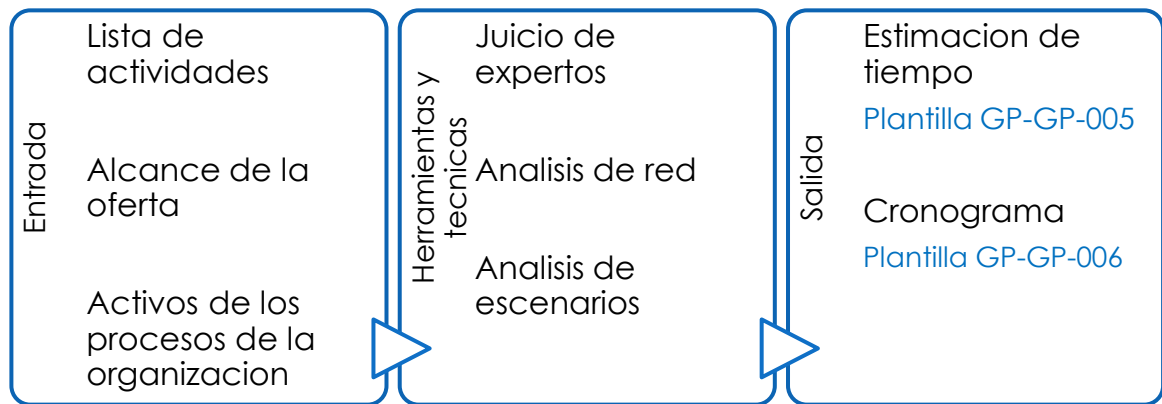 Entrada
Lista de
actividades
Alcance de la
oferta
Activos de los
procesos de la
organizacion
Herramientas y
tecnicas
Juicio de
expertos
Analisis de red
Analisis de
escenarios
Salida
Estimacion de
tiempo
Plantilla GP-GP-005
Cronograma
Plantilla GP-GP-006